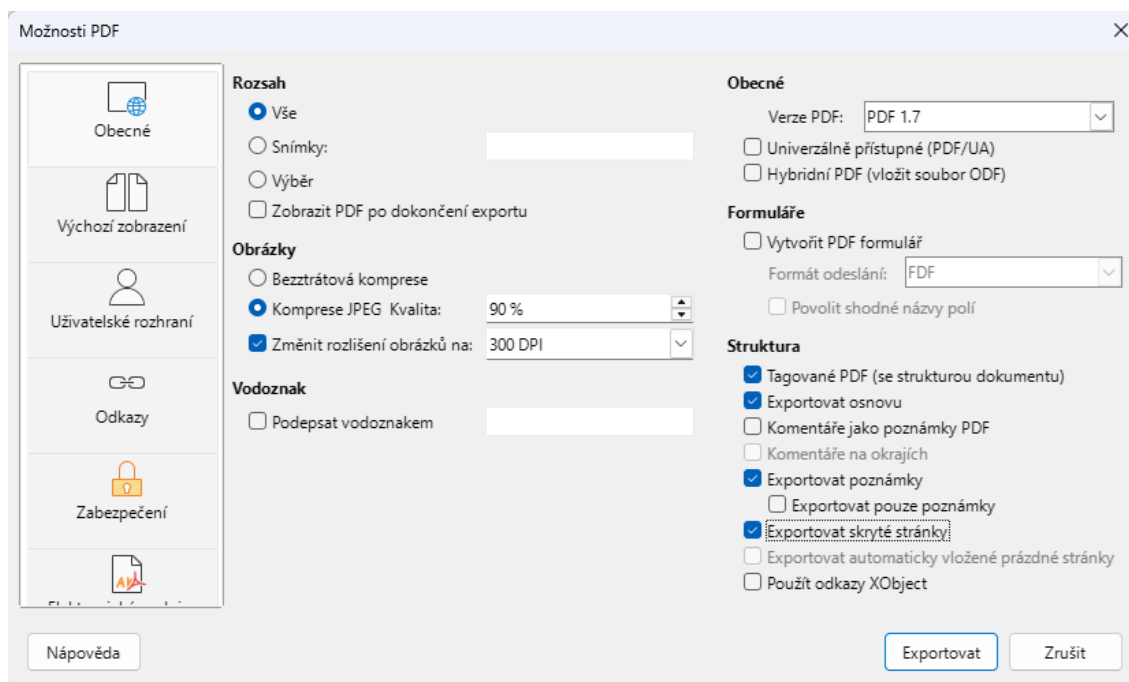 Možnosti PDF
Obecné
Výchozí zobrazení
Uživatelské rozhraní
Odkazy
Zabezpečení
Rozsah
Vše
Snímky:
Výběr
Zobrazit PDF po dokončení exportu
Obrázky
Bezztrátová komprese
Komprese JPEG Kvalita: 90 %
Změnit rozlišení obrázků na: 300 DPI
Vodoznak
Podepsat vodoznakem
Obecné
Verze PDF: PDF 1.7
Univerzálně přístupné (PDF/UA)
Hybridní PDF (vložit soubor ODF)
Formuláře
Vytvořit PDF formulář
Formát odeslání: FDF
Povolit shodné názvy polí
Struktura
Tagované PDF (se strukturou dokumentu)
Exportovat osnovu
Komentáře jako poznámky PDF
Komentáře na okrajích
Exportovat poznámky
Exportovat pouze poznámky
Exportovat skryté stránky
Exportovat automaticky vložené prázdné stránky
Použít odkazy XObject
Nápověda
Exportovat
Zrušit